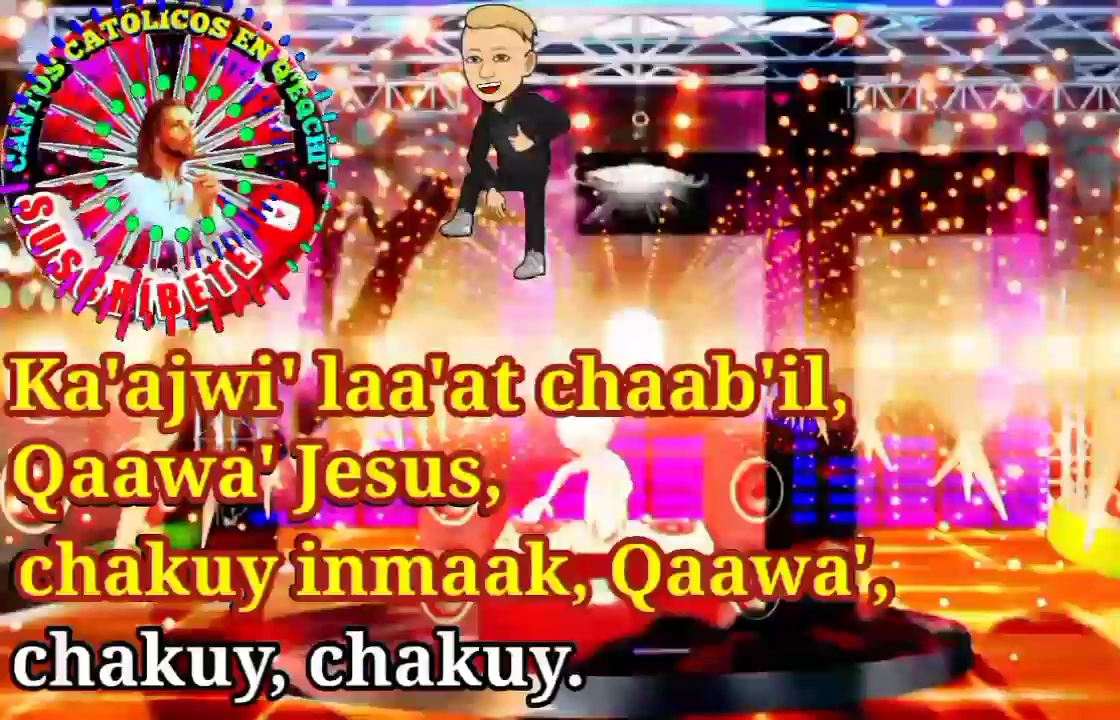 CANTOS CATÓLICOS EN Q'EQCHI'
SUSCRÍBETE
Ka'ajwi' laa'at chaab'il,
Qaawa' Jesus,
chakuy inmaak, Qaawa',
chakuy, chakuy.